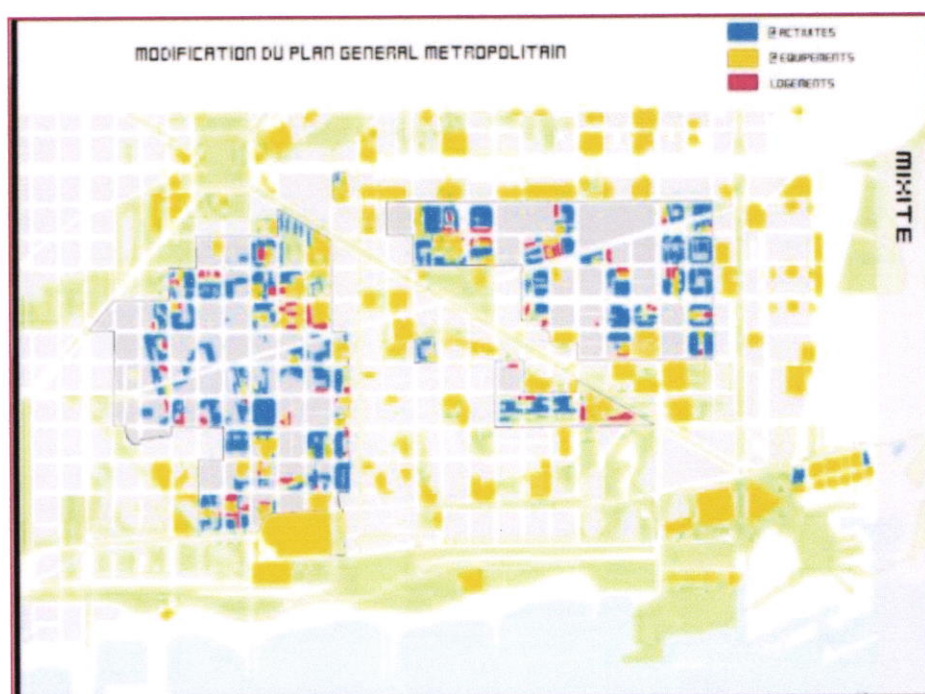 MODIFICATION DU PLAN GENERAL METROPOLITAIN
@ ACTIVITES
@ EQUIPEMENTS
LOGEMENTS
MIXITE